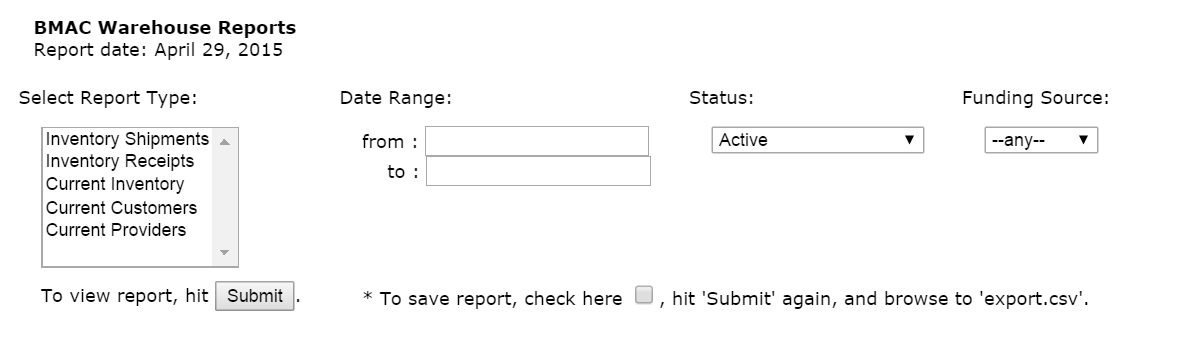 BMAC Warehouse Reports
Report date: April 29, 2015
Select Report Type:
Date Range:
Status:
Funding Source:
Inventory Shipments
Inventory Receipts
Current Inventory
Current Customers
Current Providers
from :
to :
Active
--any--
To view report, hit Submit.
* To save report, check here , hit 'Submit' again, and browse to 'export.csv'.